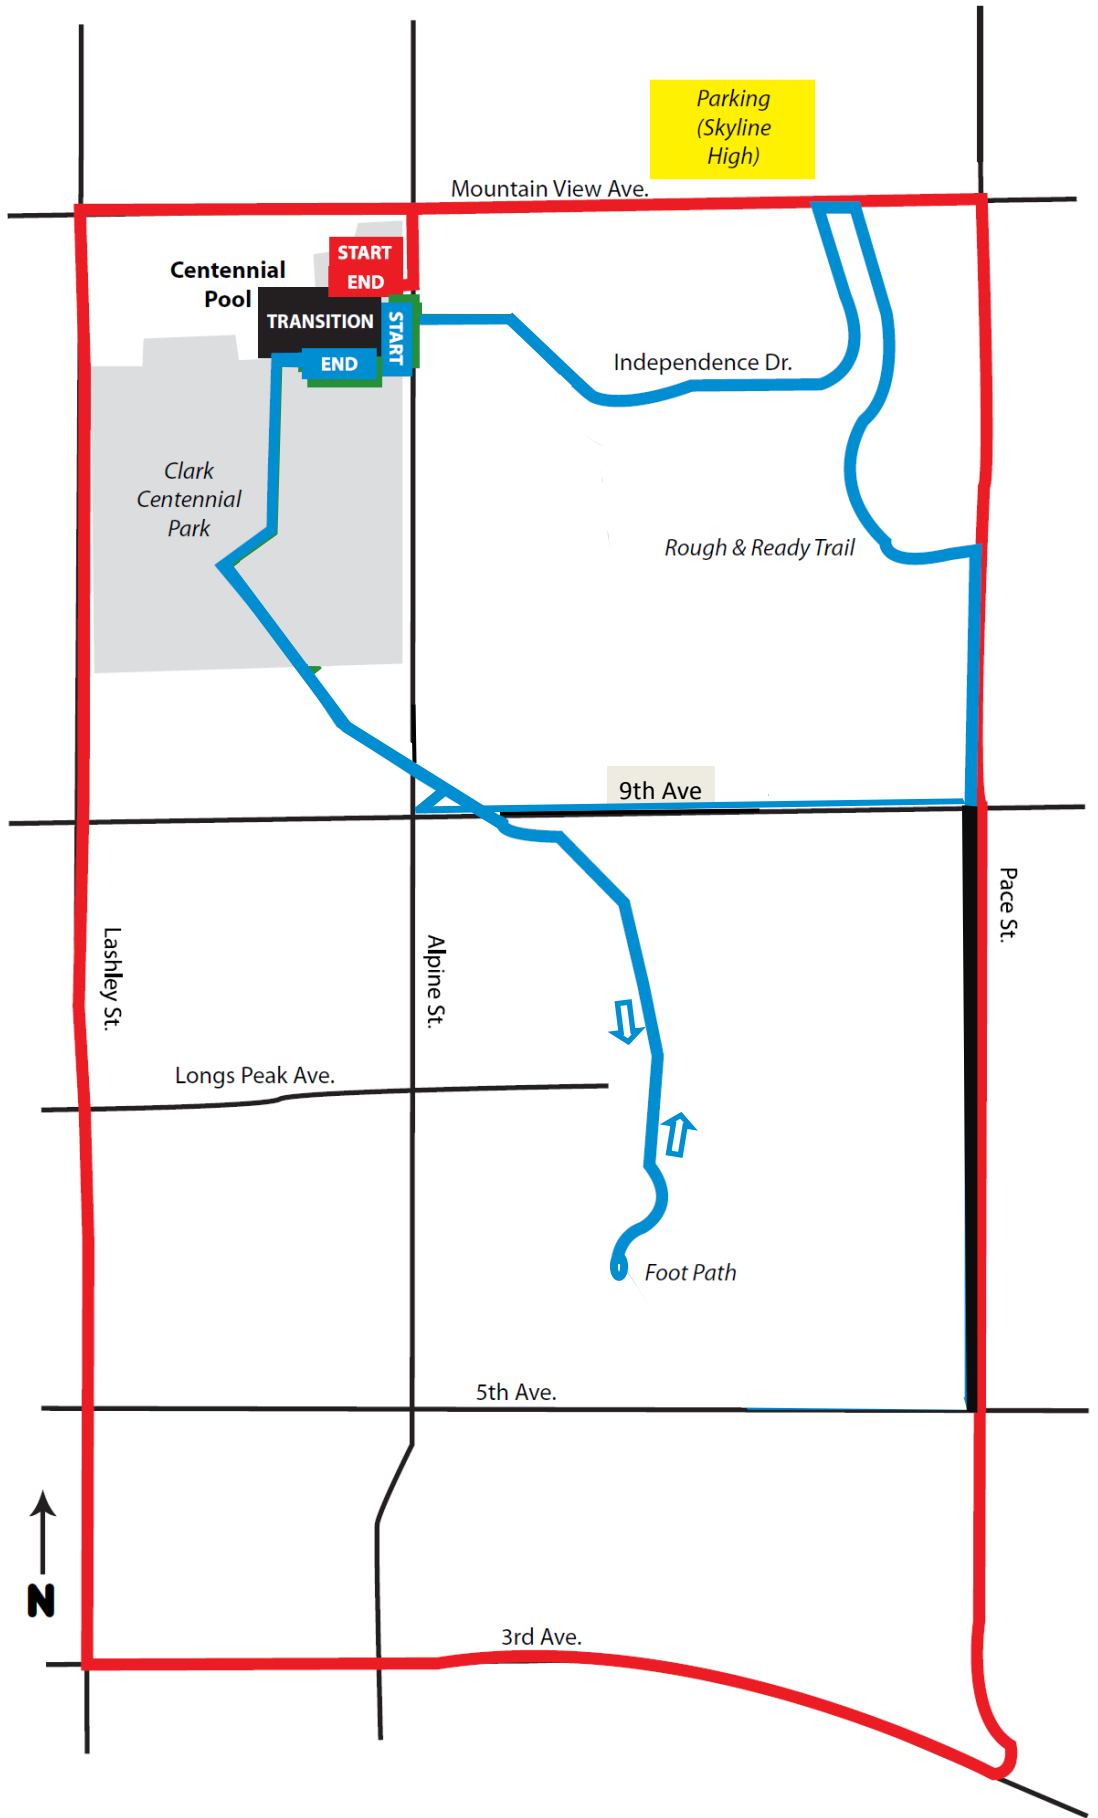 Parking
(Skyline
High)
Mountain View Ave.
START
END
Centennial
Pool
TRANSITION
START
END
Independence Dr.
Clark
Centennial
Park
Rough & Ready Trail
9th Ave
Pace St.
Lashley St.
Alpine St.
Longs Peak Ave.
Foot Path
5th Ave.
N
3rd Ave.